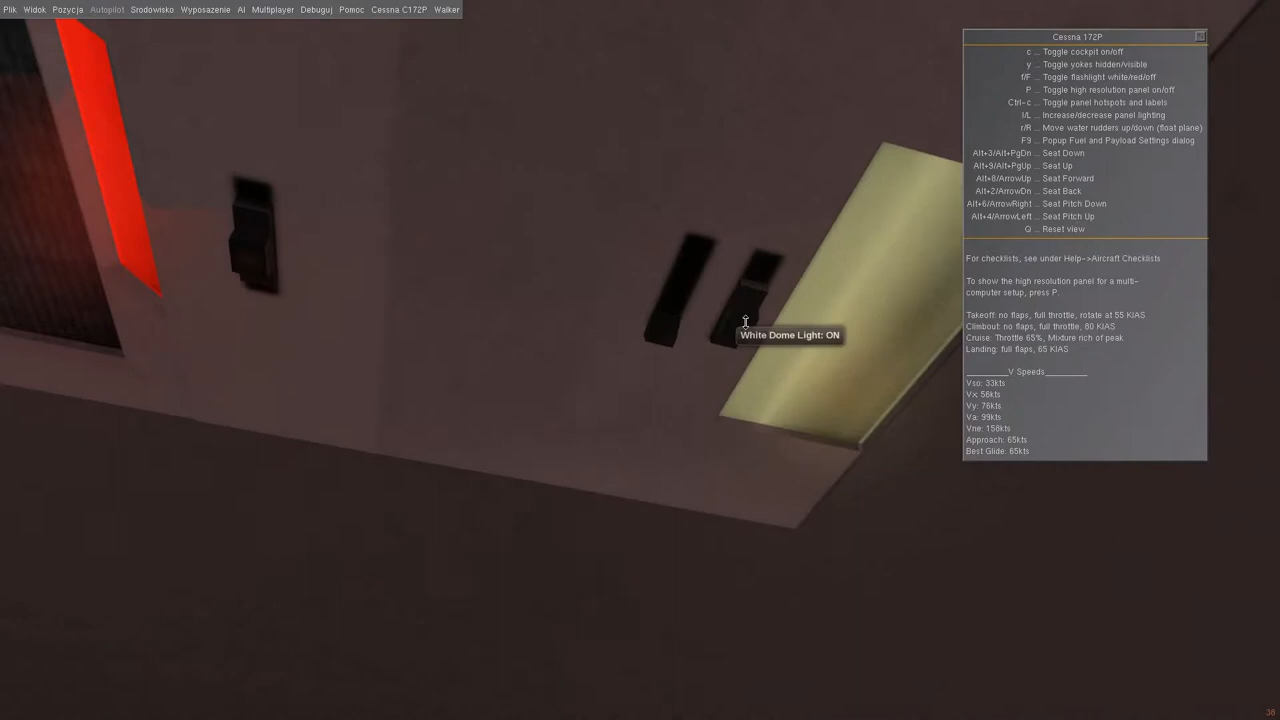 Plik Widok Pozycja Autopilot Srodowisko Wyposazenie AI Multiplayer Debuguj Pomoc Cessna C172P Walker
Cessna 172P
c ... Toggle cockpit on/off
y ... Toggle yokes hidden/visible
f/F ... Toggle flashlight white/red/off
P ... Toggle high resolution panel on/off
Ctrl-c ... Toggle panel hotspots and labels
l/L ... Increase/decrease panel lighting
r/R ... Move water rudders up/down (float plane)
F9 ... Popup Fuel and Payload Settings dialog
Alt+3/Alt+PgDn ... Seat Down
Alt+9/Alt+PgUp ... Seat Up
Alt+8/ArrowUp ... Seat Forward
Alt+2/ArrowDn ... Seat Back
Alt+6/ArrowRight ... Seat Pitch Down
Alt+4/ArrowLeft ... Seat Pitch Up
Q ... Reset view
For checklists, see under Help->Aircraft Checklists
To show the high resolution panel for a multi-
computer setup, press P.
Takeoff: no flaps, full throttle, rotate at 55 KIAS
Climbout: no flaps, full throttle, 80 KIAS
Cruise: Throttle 65%, Mixture rich of peak
Landing: full flaps, 65 KIAS
_________V Speeds_________
Vso: 33kts
Vx: 56kts
Vy: 76kts
Va: 99kts
Vne: 158kts
Approach: 65kts
Best Glide: 65kts
White Dome Light: ON
36